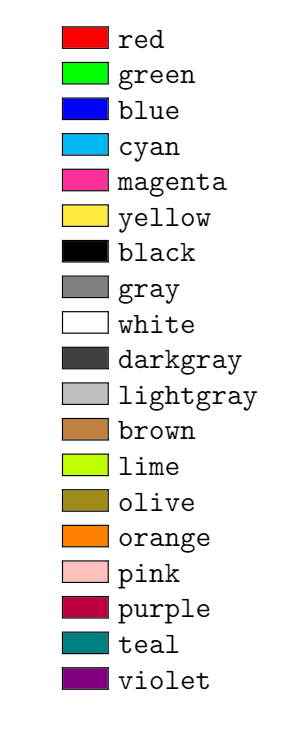 red
green
blue
cyan
magenta
yellow
black
gray
white
darkgray
lightgray
brown
lime
olive
orange
pink
purple
teal
violet